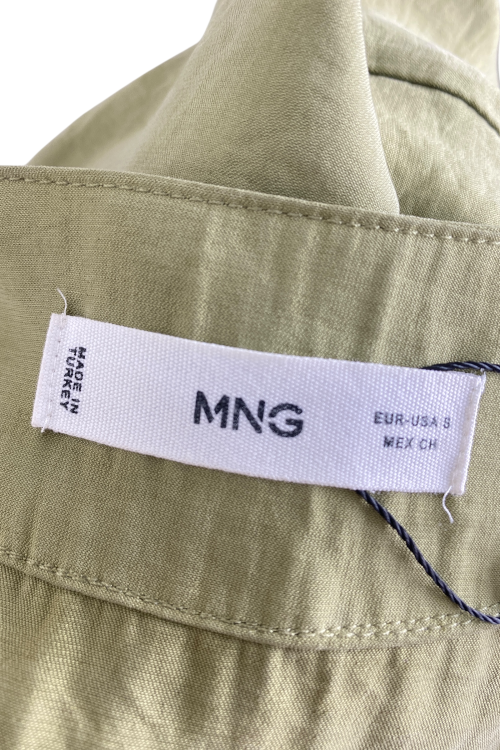 MADE IN
TURKEY
MNG
EUR-USA S
MEX CH